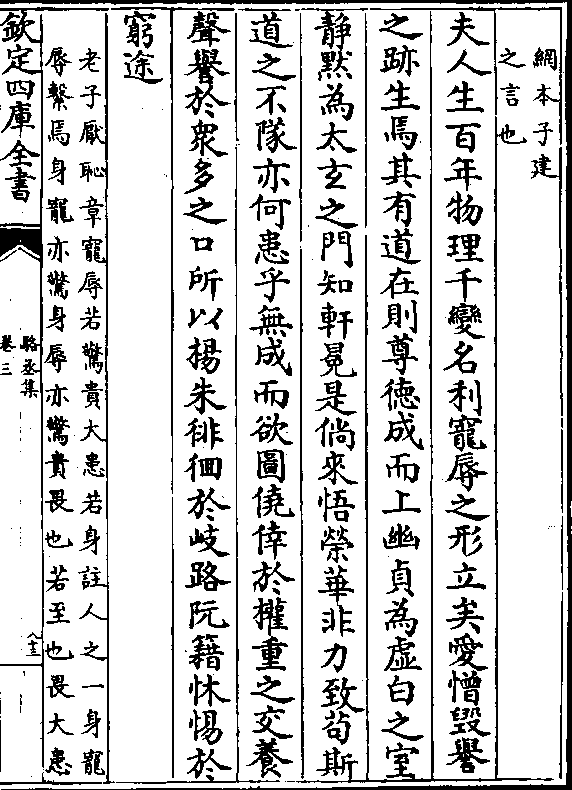 綱本子建
之言也
夫人生百年物理千變名利寵辱之形立矣愛憎毀譽
之跡生焉其有道在則尊德成而上幽貞為虛白之室
靜默為太𤣥之門知軒冕是倘來悟榮華非力致苟斯
道之不隊亦何患乎無成而欲圖僥倖於權重之交養
聲譽於衆多之口所以楊朱徘徊於岐路阮籍怵惕於
窮途
老子厭恥章寵辱若驚貴大患若身註人之一身寵
辱繫焉身寵亦驚身辱亦驚貴畏也若至也畏大患
欽定四庫全書
駱丞集
卷三
八十三